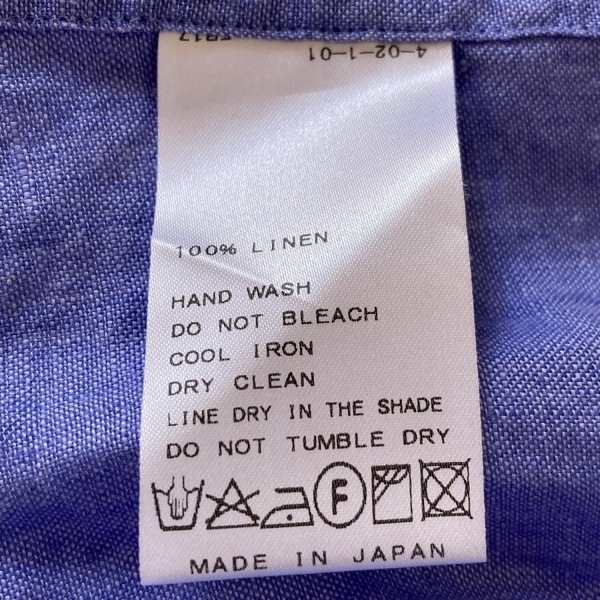 4-02-1-01
100% LINEN
HAND WASH
DO NOT BLEACH
COOL IRON
DRY CLEAN
LINE DRY IN THE SHADE
DO NOT TUMBLE DRY
F
MADE IN JAPAN